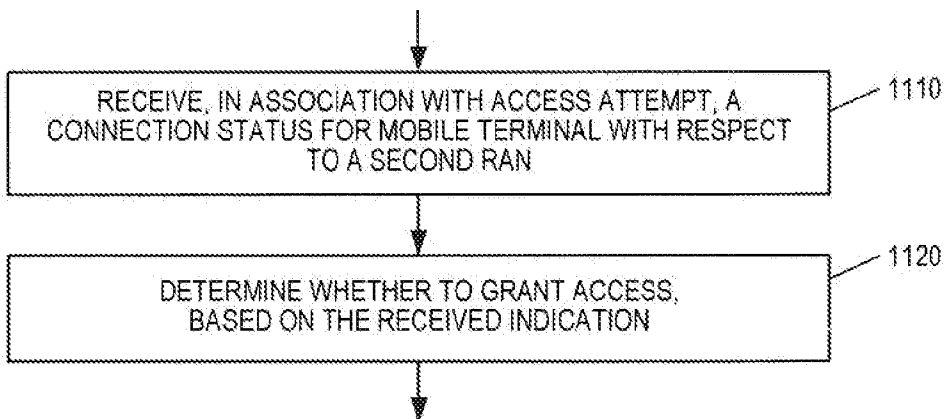 RECEIVE, IN ASSOCIATION WITH ACCESS ATTEMPT, A
CONNECTION STATUS FOR MOBILE TERMINAL WITH RESPECT
TO A SECOND RAN
1110
DETERMINE WHETHER TO GRANT ACCESS,
BASED ON THE RECEIVED INDICATION
1120